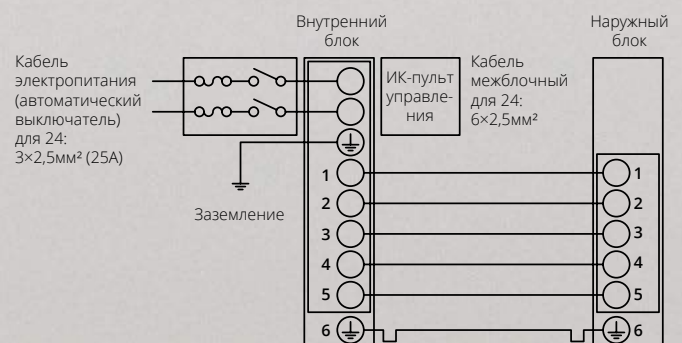 Внутренний
блок
Наружный
блок
Кабель
электропитания
(автоматический
выключатель)
для 24:
3×2,5мм² (25А)
ИК-пульт
управле-
ния
Кабель
межблочный
для 24:
6×2,5мм²
Заземление
1 1
2 2
3 3
4 4
5 5
6 6